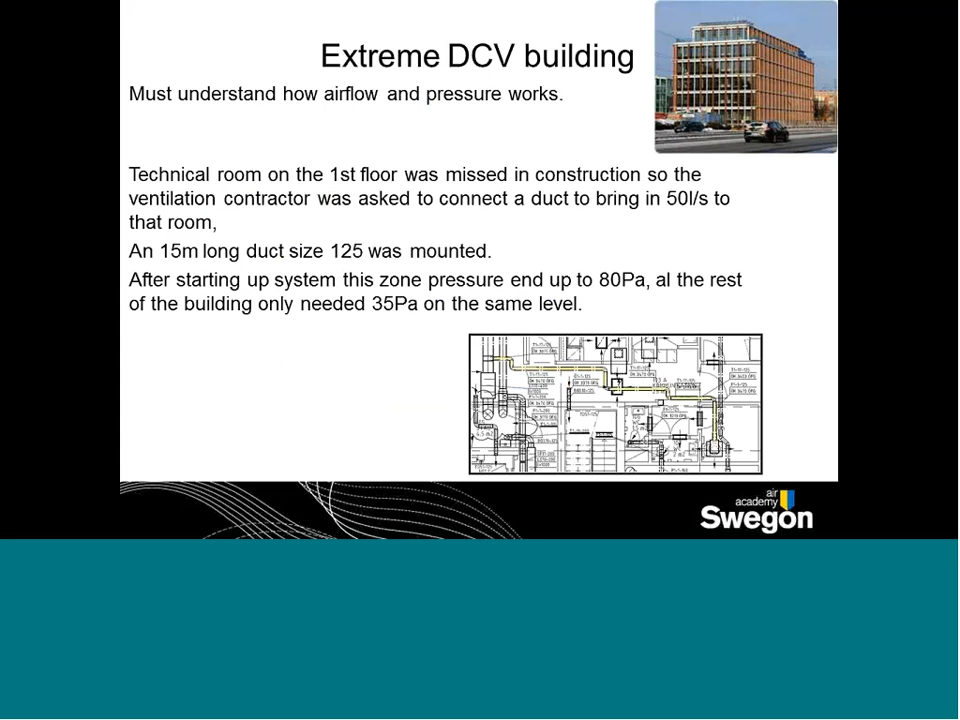 Extreme DCV building
Must understand how airflow and pressure works.
Technical room on the 1st floor was missed in construction so the
ventilation contractor was asked to connect a duct to bring in 50l/s to
that room,
An 15m long duct size 125 was mounted.
After starting up system this zone pressure end up to 80Pa, al the rest
of the building only needed 35Pa on the same level.
air
academy
Swegon